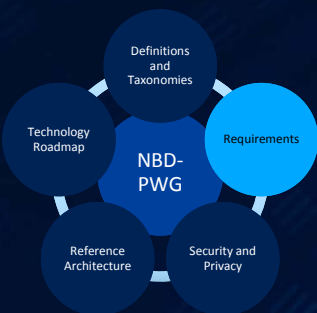 Definitions
and
Taxonomies
Technology
Roadmap
Requirements
NBD-
PWG
Reference
Architecture
Security and
Privacy